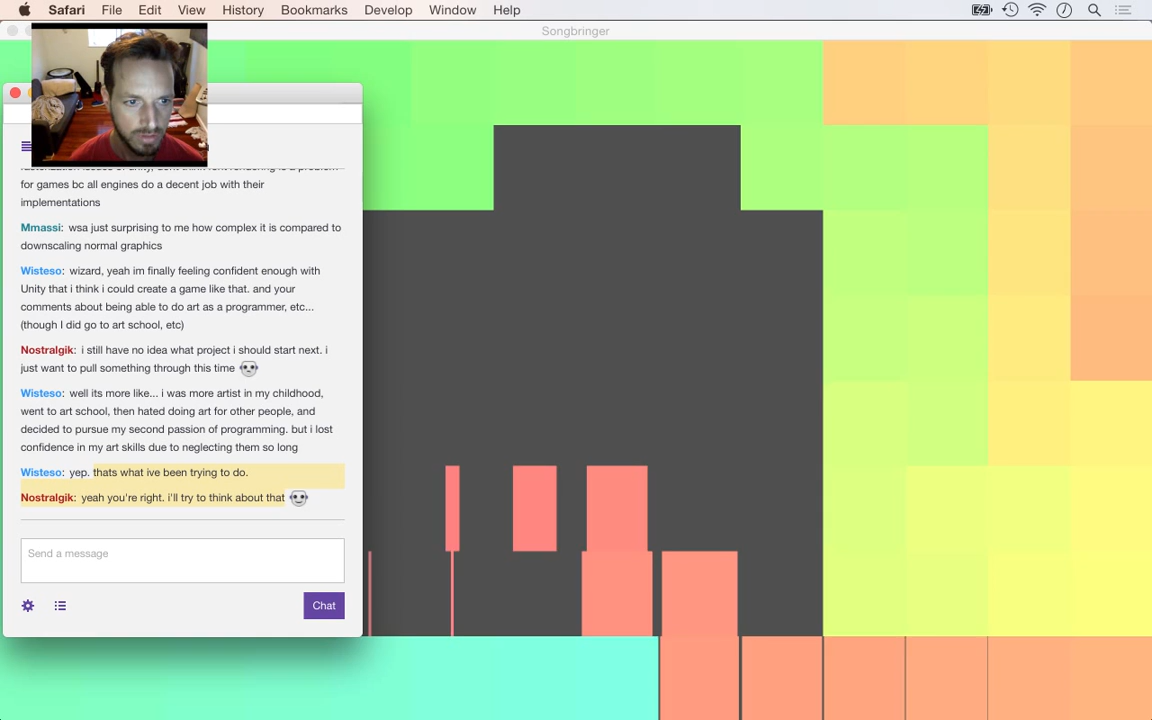 Safari File Edit View History Bookmarks Develop Window Help
Songbringer
for games bc all engines do a decent job with their
implementations
Mmassi: wsa just surprising to me how complex it is compared to
downscaling normal graphics
Wisteso: wizard, yeah im finally feeling confident enough with
Unity that i think i could create a game like that. and your
comments about being able to do art as a programmer, etc...
(though I did go to art school, etc)
Nostralgik: i still have no idea what project i should start next. i
just want to pull something through this time
Wisteso: well its more like... i was more artist in my childhood,
went to art school, then hated doing art for other people, and
decided to pursue my second passion of programming. but i lost
confidence in my art skills due to neglecting them so long
Wisteso: yep. thats what ive been trying to do.
Nostralgik: yeah you're right. i'll try to think about that
Send a message
Chat